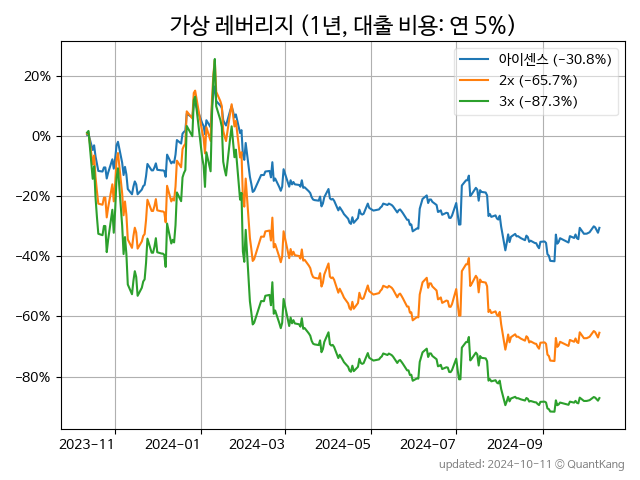 가상 레버리지 (1년, 대출 비용: 연 5%)
아이센스 (-30.8%)
2x (-65.7%)
3x (-87.3%)
20%
0%
-20%
-40%
-60%
-80%
2023-11 2024-01 2024-03 2024-05 2024-07 2024-09
updated: 2024-10-11 © QuantKang